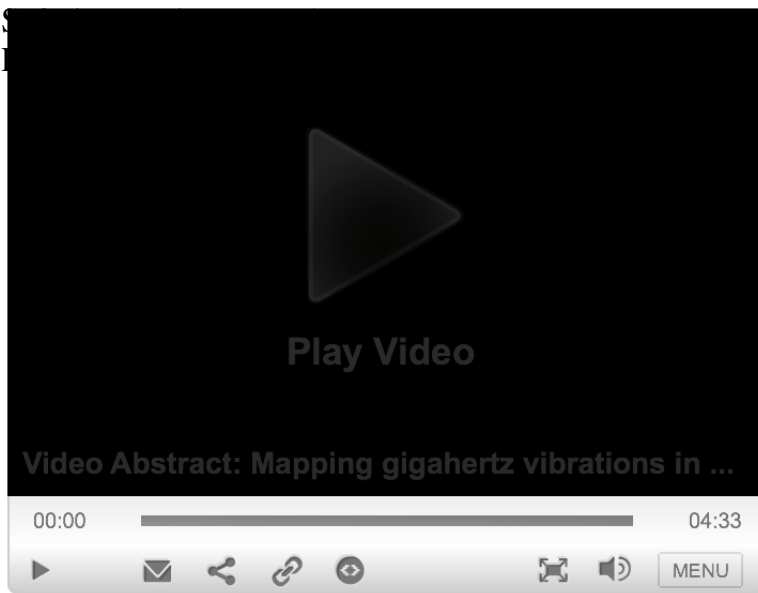 Play Video
Video Abstract: Mapping gigahertz vibrations in ...
00:00
04:33
MENU